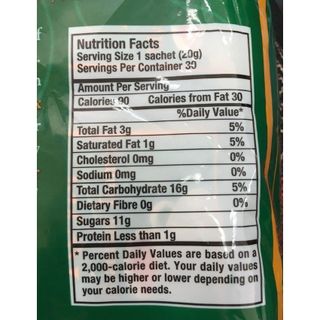 Nutrition Facts
Serving Size 1 sachet (20g)
Servings Per Container 30
Amount Per Serving
Calories 90 Calories from Fat 30
%Daily Value*
Total Fat 3g 5%
Saturated Fat 1g 5%
Cholesterol 0mg 0%
Sodium 0mg 0%
Total Carbohydrate 16g 5%
Dietary Fibre 0g 0%
Sugars 11g
Protein Less than 1g
* Percent Daily Values are based on a
2,000-calorie diet. Your daily values
may be higher or lower depending on
your calorie needs.